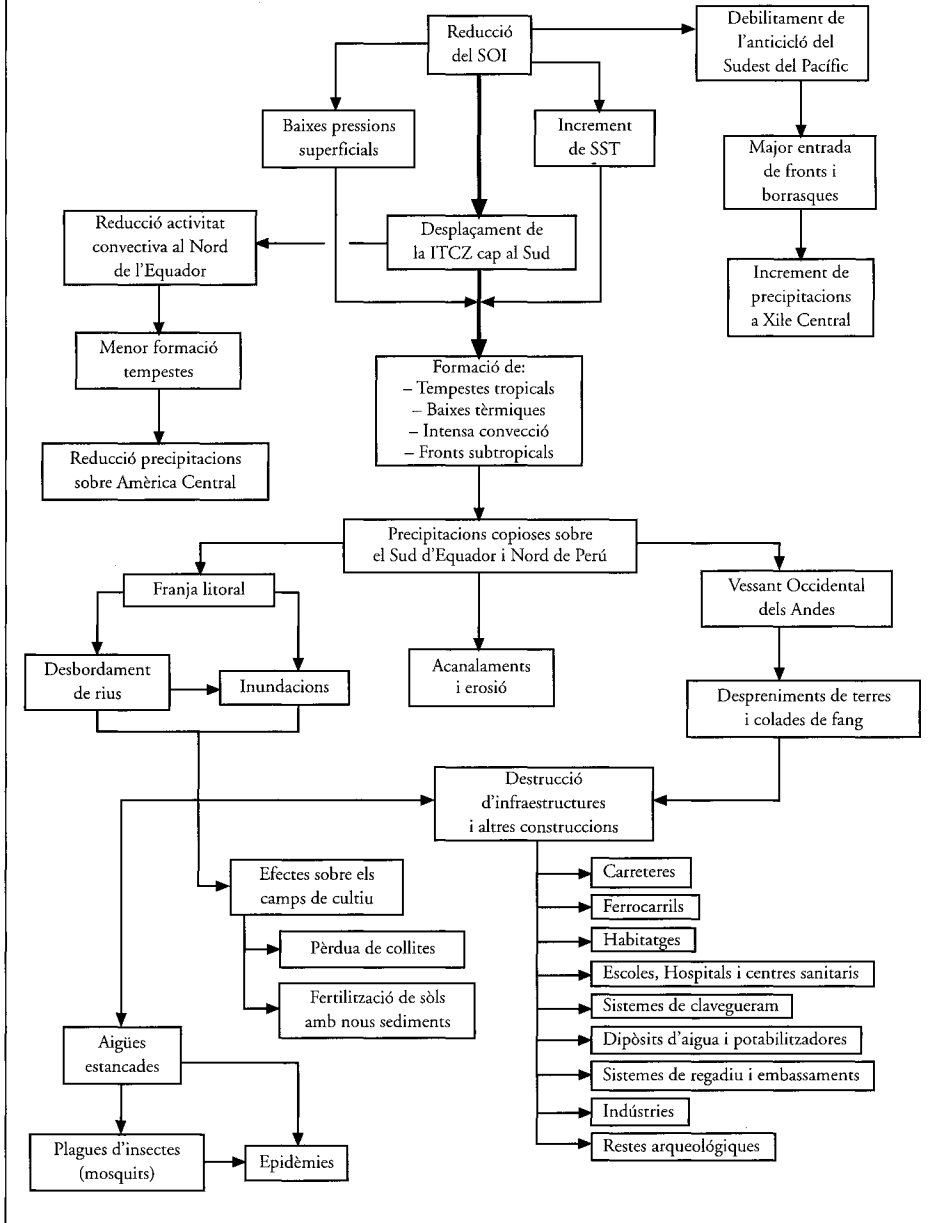 Reducció
del SOI
Debilitament de
l'anticicló del
Sudest del Pacífic
Baixes pressions
superficials
Increment
de SST
Major entrada
de fronts i
borrasques
Reducció activitat
convectiva al Nord
de l'Equador
Desplaçament de
la ITCZ cap al Sud
Increment de
precipitacions
a Xile Central
Menor formació
tempestes
Formació de:
– Tempestes tropicals
– Baixes tèrmiques
– Intensa convecció
– Fronts subtropicals
Reducció precipitacions
sobre Amèrica Central
Precipitacions copioses sobre
el Sud d'Equador i Nord de Perú
Franja litoral
Vessant Occidental
dels Andes
Desbordament
de rius
Inundacions
Acanalaments
i erosió
Despreniments de terres
i colades de fang
Destrucció
d'infraestructures
i altres construccions
Efectes sobre els
camps de cultiu
Pèrdua de collites
Fertilització de sòls
amb nous sediments
Carreteres
Ferrocarrils
Habitatges
Escoles, Hospitals i centres sanitaris
Sistemes de clavegueram
Dipòsits d'aigua i potabilitzadores
Sistemes de regadiu i embassaments
Indústries
Restes arqueológiques
Aigües
estancades
Plagues d'insectes
(mosquits)
Epidèmies